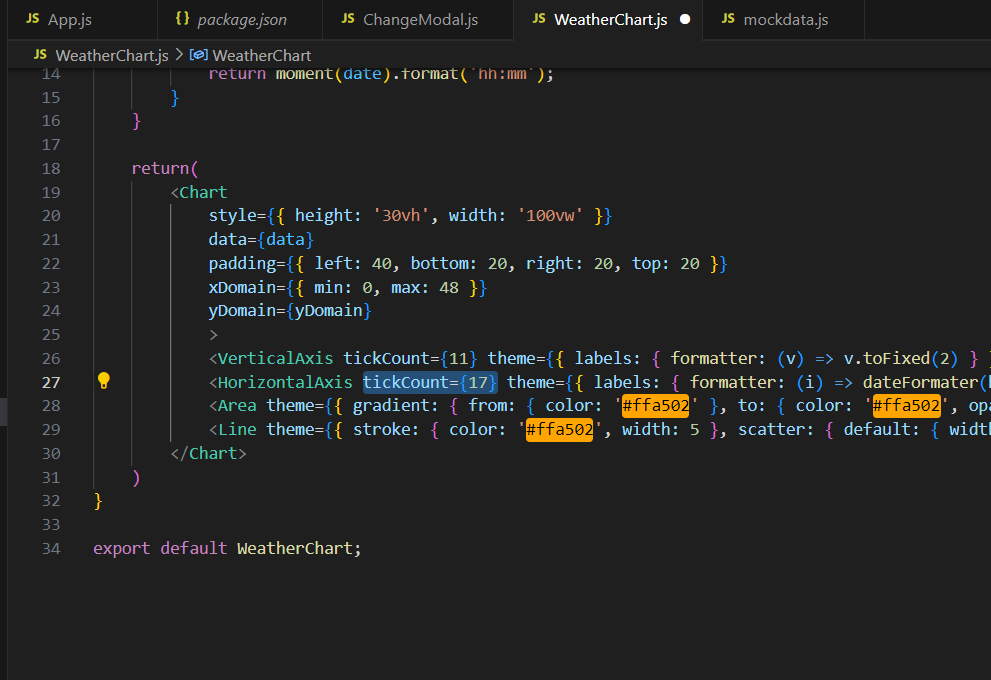 JS App.js {} package.json JS ChangeModal.js JS WeatherChart.js ● JS mockdata.js
JS WeatherChart.js > WeatherChart
14 return moment(date).format('hh:mm');
15 }
16 }
17
18 return(
19 <Chart
20 style={{ height: '30vh', width: '100vw' }}
21 data={data}
22 padding={{ left: 40, bottom: 20, right: 20, top: 20 }}
23 xDomain={{ min: 0, max: 48 }}
24 yDomain={yDomain}
25 >
26 <VerticalAxis tickCount={11} theme={{ labels: { formatter: (v) => v.toFixed(2) }
27 <HorizontalAxis tickCount={17} theme={{ labels: { formatter: (i) => dateFormater(
28 <Area theme={{ gradient: { from: { color: '#ffa502' }, to: { color: '#ffa502',
29 <Line theme={{ stroke: { color: '#ffa502', width: 5 }, scatter: { default: {
30 </Chart>
31 )
32 }
33
34 export default WeatherChart;